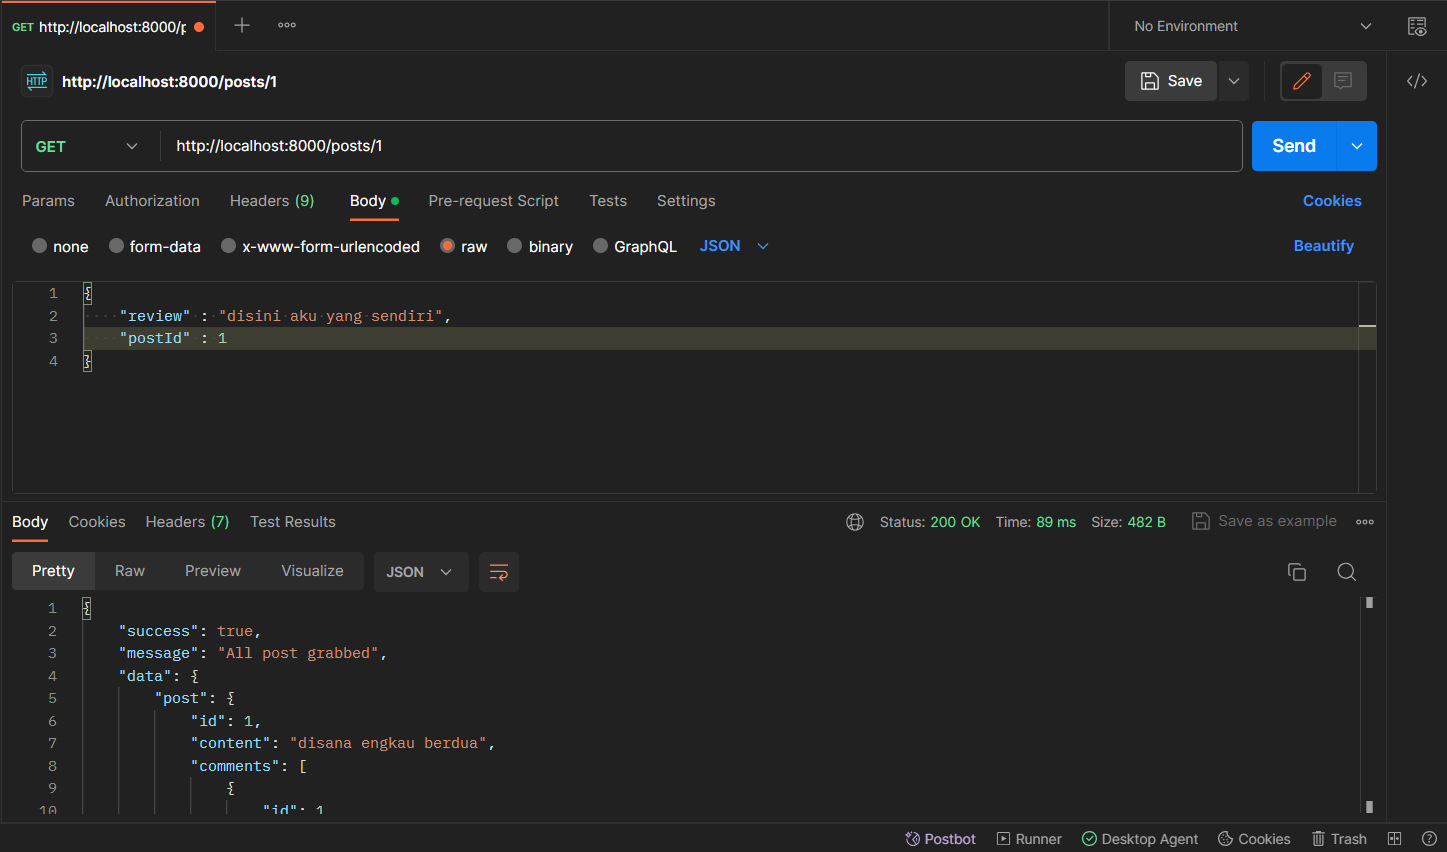 GET http://localhost:8000/p
No Environment
HTTP http://localhost:8000/posts/1
Save
GET http://localhost:8000/posts/1
Send
Params Authorization Headers (9) Body Pre-request Script Tests Settings Cookies
none form-data x-www-form-urlencoded raw binary GraphQL JSON Beautify
1 {
2 "review" : "disini aku yang sendiri",
3 "postId" : 1
4 }
Body Cookies Headers (7) Test Results Status: 200 OK Time: 89 ms Size: 482 B Save as example
Pretty Raw Preview Visualize JSON
1 {
2 "success": true,
3 "message": "All post grabbed",
4 "data": {
5 "post": {
6 "id": 1,
7 "content": "disana engkau berdua",
8 "comments": [
9 {
10 "id": 1
Postbot Runner Desktop Agent Cookies Trash